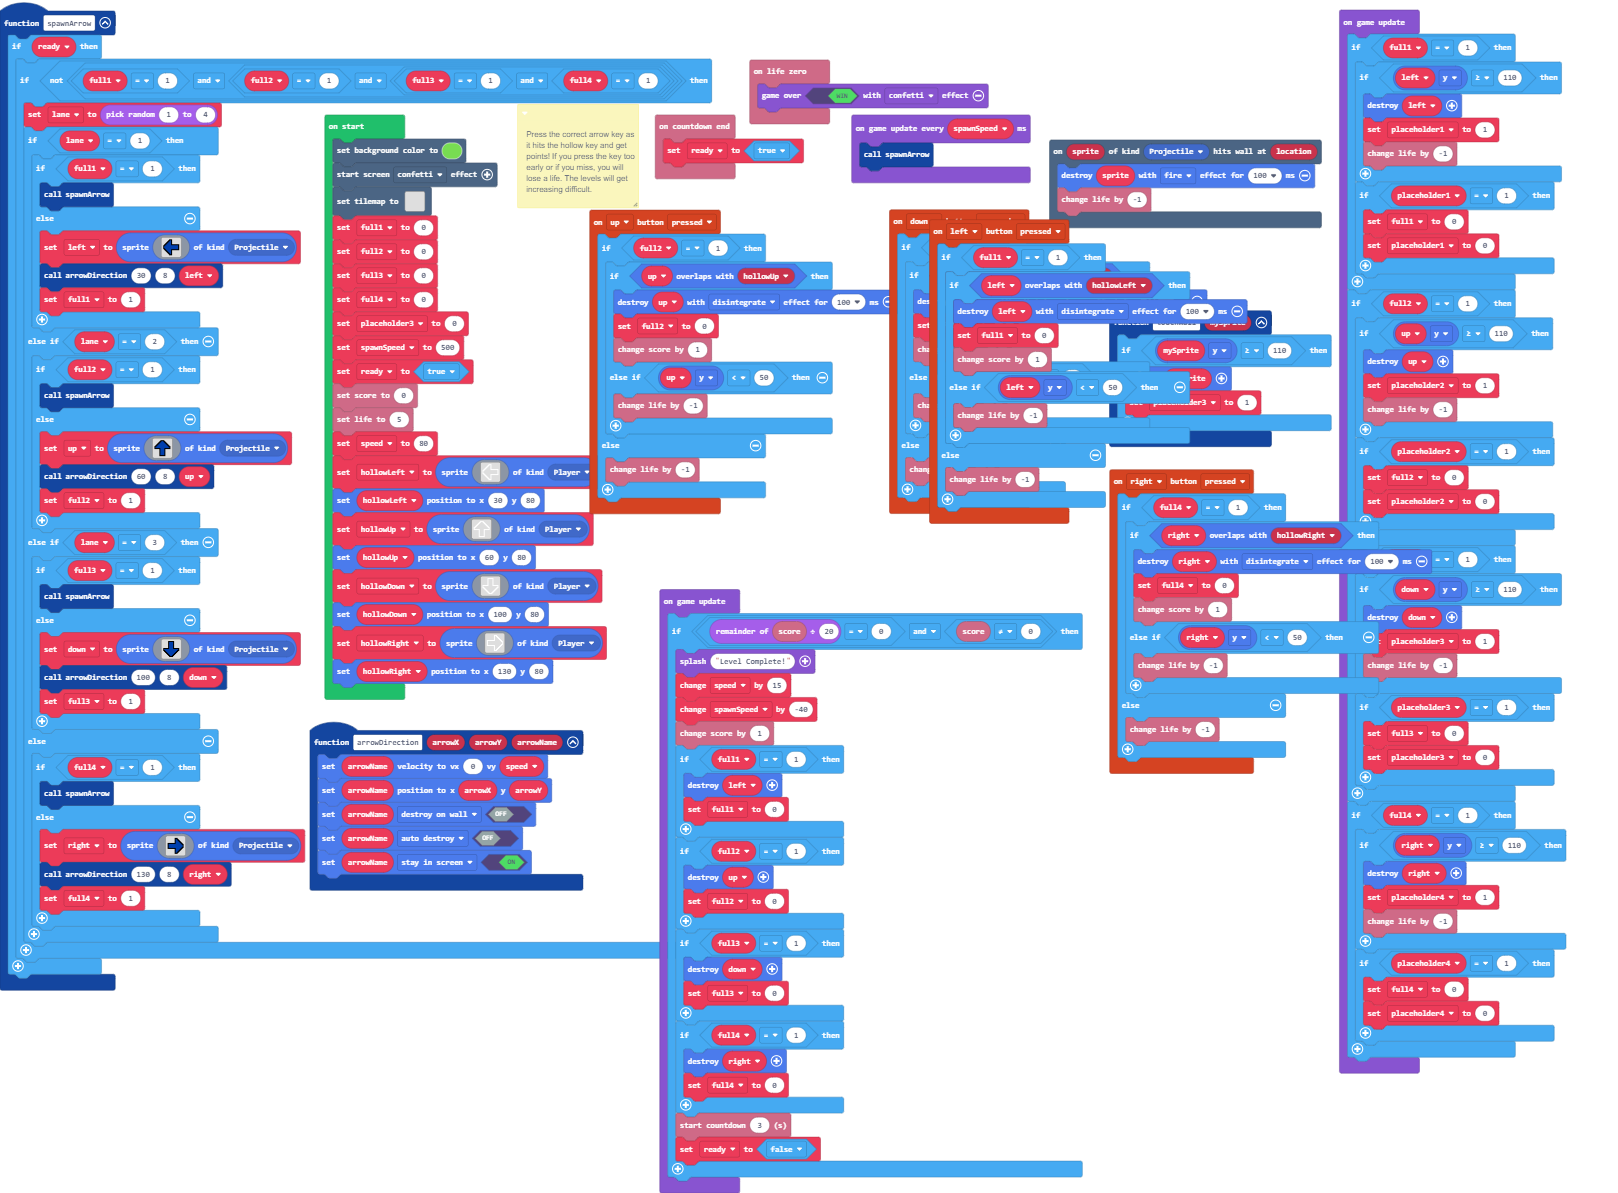 function spawnArrow
if ready then
if not full1 = 1 and full2 = 1 and full3 = 1 and full4 = 1 then
set lane to pick random 1 to 4
if lane = 1 then
if full1 = 1 then
call spawnArrow
else
set left to sprite of kind Projectile
call arrowDirection 30 8 left
set full1 to 1
else if lane = 2 then
if full2 = 1 then
call spawnArrow
else
set up to sprite of kind Projectile
call arrowDirection 60 8 up
set full2 to 1
else if lane = 3 then
if full3 = 1 then
call spawnArrow
else
set down to sprite of kind Projectile
call arrowDirection 100 8 down
set full3 to 1
else
if full4 = 1 then
call spawnArrow
else
set right to sprite of kind Projectile
call arrowDirection 130 8 right
set full4 to 1
on start
set background color to
start screen confetti effect
set tilemap to
set full1 to 0
set full2 to 0
set full3 to 0
set full4 to 0
set placeholder3 to 0
set spawnSpeed to 500
set ready to true
set score to 0
set life to 5
set speed to 80
set hollowLeft to sprite of kind Player
set hollowLeft position to x 30 y 80
set hollowUp to sprite of kind Player
set hollowUp position to x 60 y 80
set hollowDown to sprite of kind Player
set hollowDown position to x 100 y 80
set hollowRight to sprite of kind Player
set hollowRight position to x 130 y 80
function arrowDirection arrowX arrowY arrowName
set arrowName velocity to vx 0 vy speed
set arrowName position to x arrowX y arrowY
set arrowName destroy on wall OFF
set arrowName auto destroy OFF
set arrowName stay in screen ON
Press the correct arrow key as
it hits the hollow key and get
points! If you press the key too
early or if you miss, you will
lose a life. The levels will get
increasing difficult.
on life zero
game over WIN with confetti effect
on countdown end
set ready to true
on game update every spawnSpeed ms
call spawnArrow
on sprite of kind Projectile hits wall at location
destroy sprite with fire effect for 100 ms
change life by -1
on up button pressed
if full2 = 1 then
if up overlaps with hollowUp then
destroy up with disintegrate effect for 100 ms
set full2 to 0
change score by 1
else if up y < 50 then
change life by -1
else
change life by -1
on down
if
if
des
set
chang
else
chang
else
chang
on left button pressed
if full1 = 1 then
if left overlaps with hollowLeft then
destroy left with disintegrate effect for 100 ms
set full1 to 0
change score by 1
else if left y < 50 then
change life by -1
else
change life by -1
if mySprite y ≥ 110 then
placeholder3 to 1
on right button pressed
if full4 = 1 then
if right overlaps with hollowRight then
destroy right with disintegrate effect for 100 ms
set full4 to 0
change score by 1
else if right y < 50 then
change life by -1
else
change life by -1
on game update
if remainder of score ÷ 20 = 0 and score ≠ 0 then
splash "Level Complete!"
change speed by 15
change spawnSpeed by -40
change score by 1
if full1 = 1 then
destroy left
set full1 to 0
if full2 = 1 then
destroy up
set full2 to 0
if full3 = 1 then
destroy down
set full3 to 0
if full4 = 1 then
destroy right
set full4 to 0
start countdown 3 (s)
set ready to false
on game update
if full1 = 1 then
if left y ≥ 110 then
destroy left
set placeholder1 to 1
change life by -1
if placeholder1 = 1 then
set full1 to 0
set placeholder1 to 0
if full2 = 1 then
if up y ≥ 110 then
destroy up
set placeholder2 to 1
change life by -1
if placeholder2 = 1 then
set full2 to 0
set placeholder2 to 0
= 1 then
if down y ≥ 110 then
destroy down
placeholder3 to 1
change life by -1
if placeholder3 = 1 then
set full3 to 0
set placeholder3 to 0
if full4 = 1 then
if right y ≥ 110 then
destroy right
set placeholder4 to 1
change life by -1
if placeholder4 = 1 then
set full4 to 0
set placeholder4 to 0